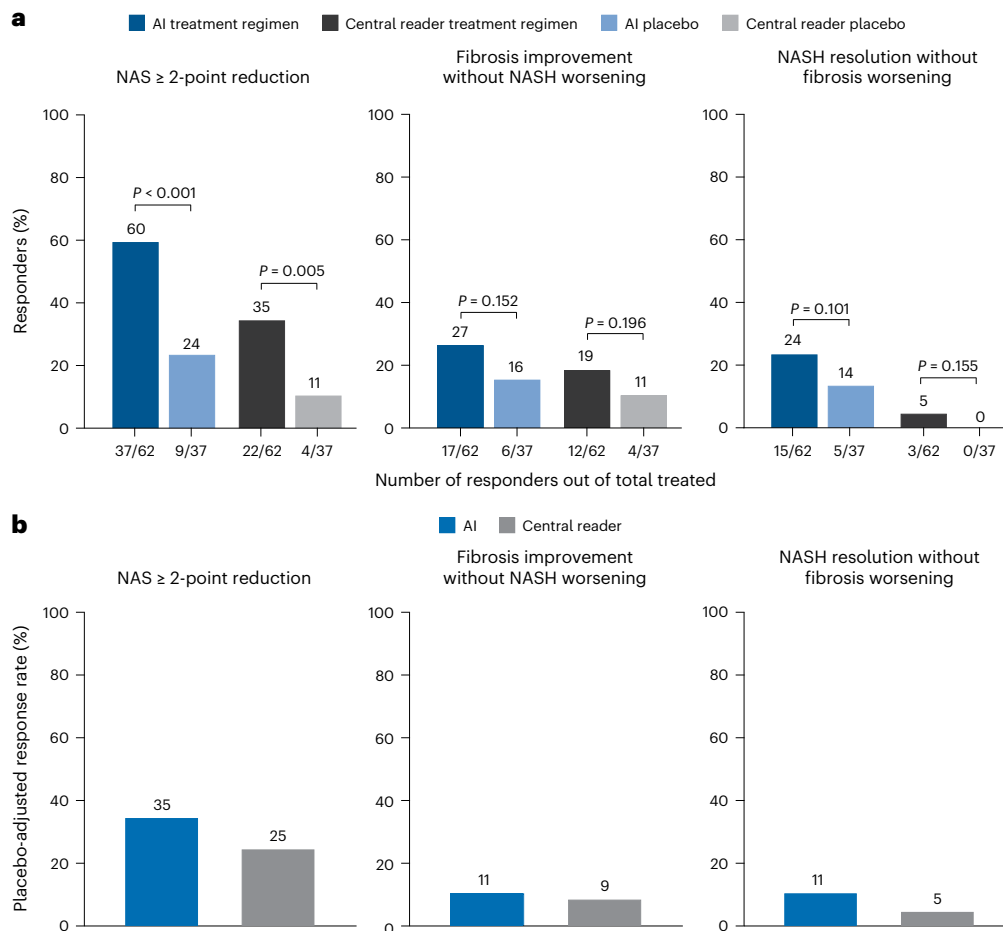 a
AI treatment regimen Central reader treatment regimen AI placebo Central reader placebo
NAS ≥ 2-point reduction
Fibrosis improvement
without NASH worsening
NASH resolution without
fibrosis worsening
Responders (%)
100
80
60
40
20
0
P < 0.001
60
24
P = 0.005
35
11
37/62 9/37 22/62 4/37
100
80
60
40
20
0
P = 0.152
27
16
P = 0.196
19
11
17/62 6/37 12/62 4/37
100
80
60
40
20
0
P = 0.101
24
14
P = 0.155
5
0
15/62 5/37 3/62 0/37
Number of responders out of total treated
b
AI Central reader
NAS ≥ 2-point reduction
Fibrosis improvement
without NASH worsening
NASH resolution without
fibrosis worsening
Placebo-adjusted response rate (%)
100
80
60
40
20
0
35
25
100
80
60
40
20
0
11
9
100
80
60
40
20
0
11
5